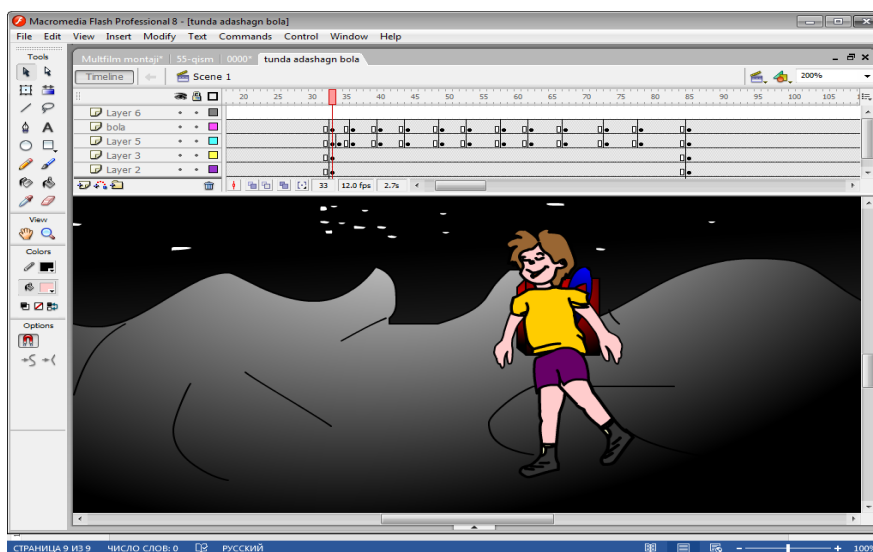 Macromedia Flash Professional 8 - [tunda adashagn bola]
File Edit View Insert Modify Text Commands Control Window Help
Tools
Multfilm montaji* 55-qism 0000* tunda adashagn bola
Timeline Scene 1 200%
20 25 30 35 40 45 50 55 60 65 70 75 80 85 90 95 100 105
Layer 6
bola
Layer 5
Layer 3
Layer 2
33 12.0 fps 2.7s
View
Colors
Options
СТРАНИЦА 9 ИЗ 9 ЧИСЛО СЛОВ: 0 РУССКИЙ 100%